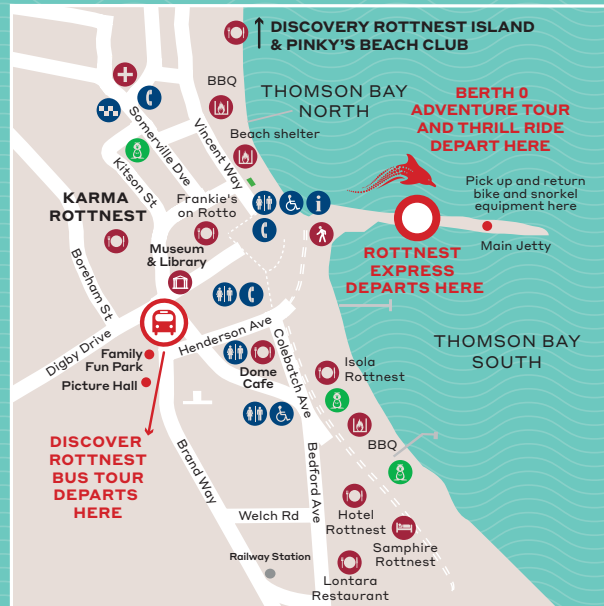 DISCOVERY ROTTNEST ISLAND
& PINKY'S BEACH CLUB
BBQ
THOMSON BAY
NORTH
BERTH 0
ADVENTURE TOUR
AND THRILL RIDE
DEPART HERE
Beach shelter
Somerville Dve
Vincent Way
Kitson St
Pick up and return
bike and snorkel
equipment here
KARMA
ROTTNEST
Frankie's
on Rotto
i
Main Jetty
Museum
& Library
ROTTNEST
EXPRESS
DEPARTS HERE
Boreham St
Digby Drive
Henderson Ave
Colebatch Ave
THOMSON BAY
SOUTH
Family
Fun Park
Picture Hall
Dome
Cafe
Isola
Rottnest
DISCOVER
ROTTNEST
BUS TOUR
DEPARTS
HERE
Brand Way
Bedford Ave
BBQ
Welch Rd
Hotel
Rottnest
Samphire
Rottnest
Railway Station
Lontara
Restaurant